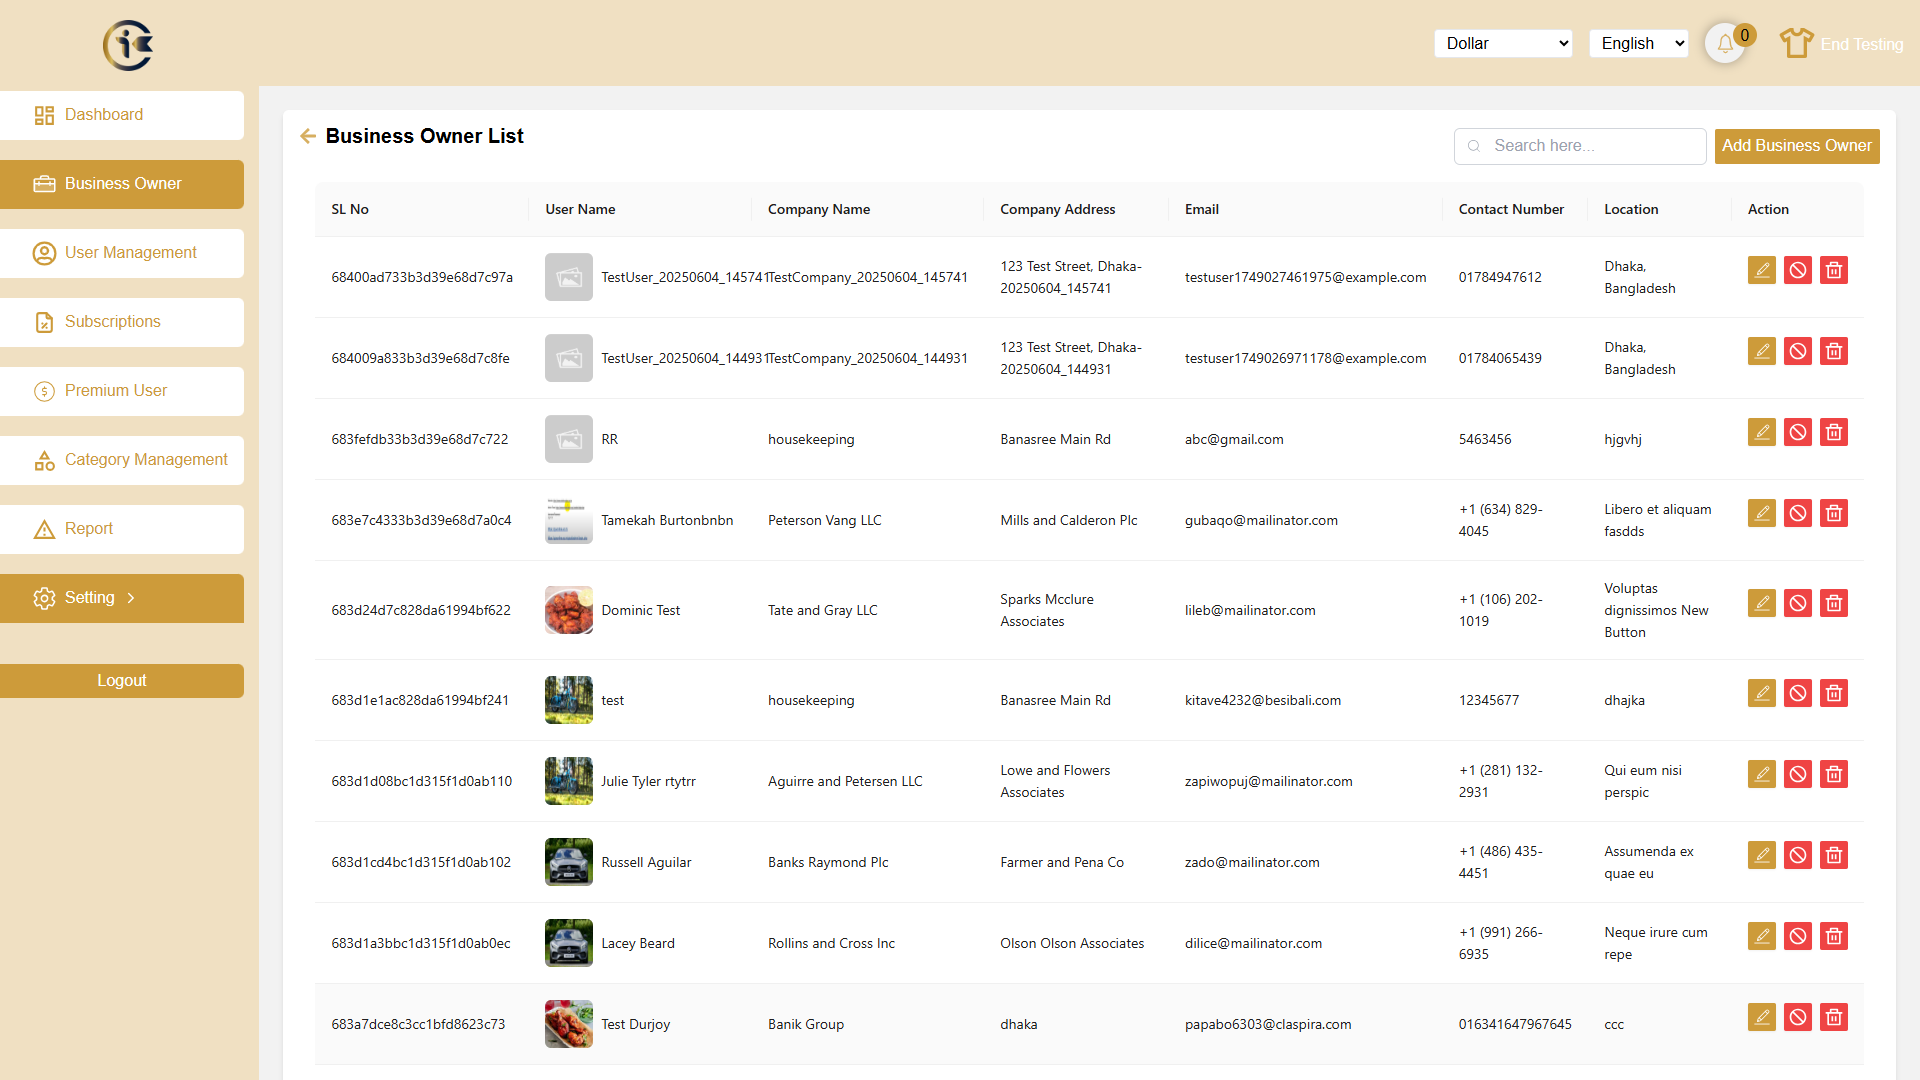 Dollar
English
0
End Testing
Dashboard
Business Owner
User Management
Subscriptions
Premium User
Category Management
Report
Setting
Logout
Business Owner List
Search here...
Add Business Owner
SL No User Name Company Name Company Address Email Contact Number Location Action
68400ad733b3d39e68d7c97a TestUser_20250604_145741 TestCompany_20250604_145741 123 Test Street, Dhaka- testuser1749027461975@example.com 01784947612 Dhaka,
20250604_145741 Bangladesh
684009a833b3d39e68d7c8fe TestUser_20250604_144931 TestCompany_20250604_144931 123 Test Street, Dhaka- testuser1749026971178@example.com 01784065439 Dhaka,
20250604_144931 Bangladesh
683fefdb33b3d39e68d7c722 RR housekeeping Banasree Main Rd abc@gmail.com 5463456 hjgvhj
683e7c4333b3d39e68d7a0c4 Tamekah Burtonbnbn Peterson Vang LLC Mills and Calderon Plc gubaqo@mailinator.com +1 (634) 829- Libero et aliquam
4045 fasdds
683d24d7c828da61994bf622 Dominic Test Tate and Gray LLC Sparks Mcclure lileb@mailinator.com +1 (106) 202- Voluptas
Associates 1019 dignissimos New
Button
683d1e1ac828da61994bf241 test housekeeping Banasree Main Rd kitave4232@besibali.com 12345677 dhajka
683d1d08bc1d315f1d0ab110 Julie Tyler rtytrr Aguirre and Petersen LLC Lowe and Flowers zapiwopuj@mailinator.com +1 (281) 132- Qui eum nisi
Associates 2931 perspic
683d1cd4bc1d315f1d0ab102 Russell Aguilar Banks Raymond Plc Farmer and Pena Co zado@mailinator.com +1 (486) 435- Assumenda ex
4451 quae eu
683d1a3bbc1d315f1d0ab0ec Lacey Beard Rollins and Cross Inc Olson Olson Associates dilice@mailinator.com +1 (991) 266- Neque irure cum
6935 repe
683a7dce8c3cc1bfd8623c73 Test Durjoy Banik Group dhaka papabo6303@claspira.com 016341647967645 ccc